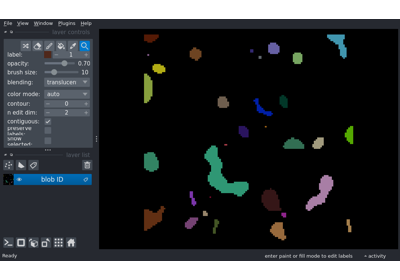 File View Window Plugins Help
layer controls
label: 1
opacity: 0.70
brush size: 10
blending: translucen
color mode: auto
contour: 0
n edit dim: 2
contiguous: ✓
preserve labels:
show selected:
layer list
blob ID
Ready
enter paint or fill mode to edit labels
activity